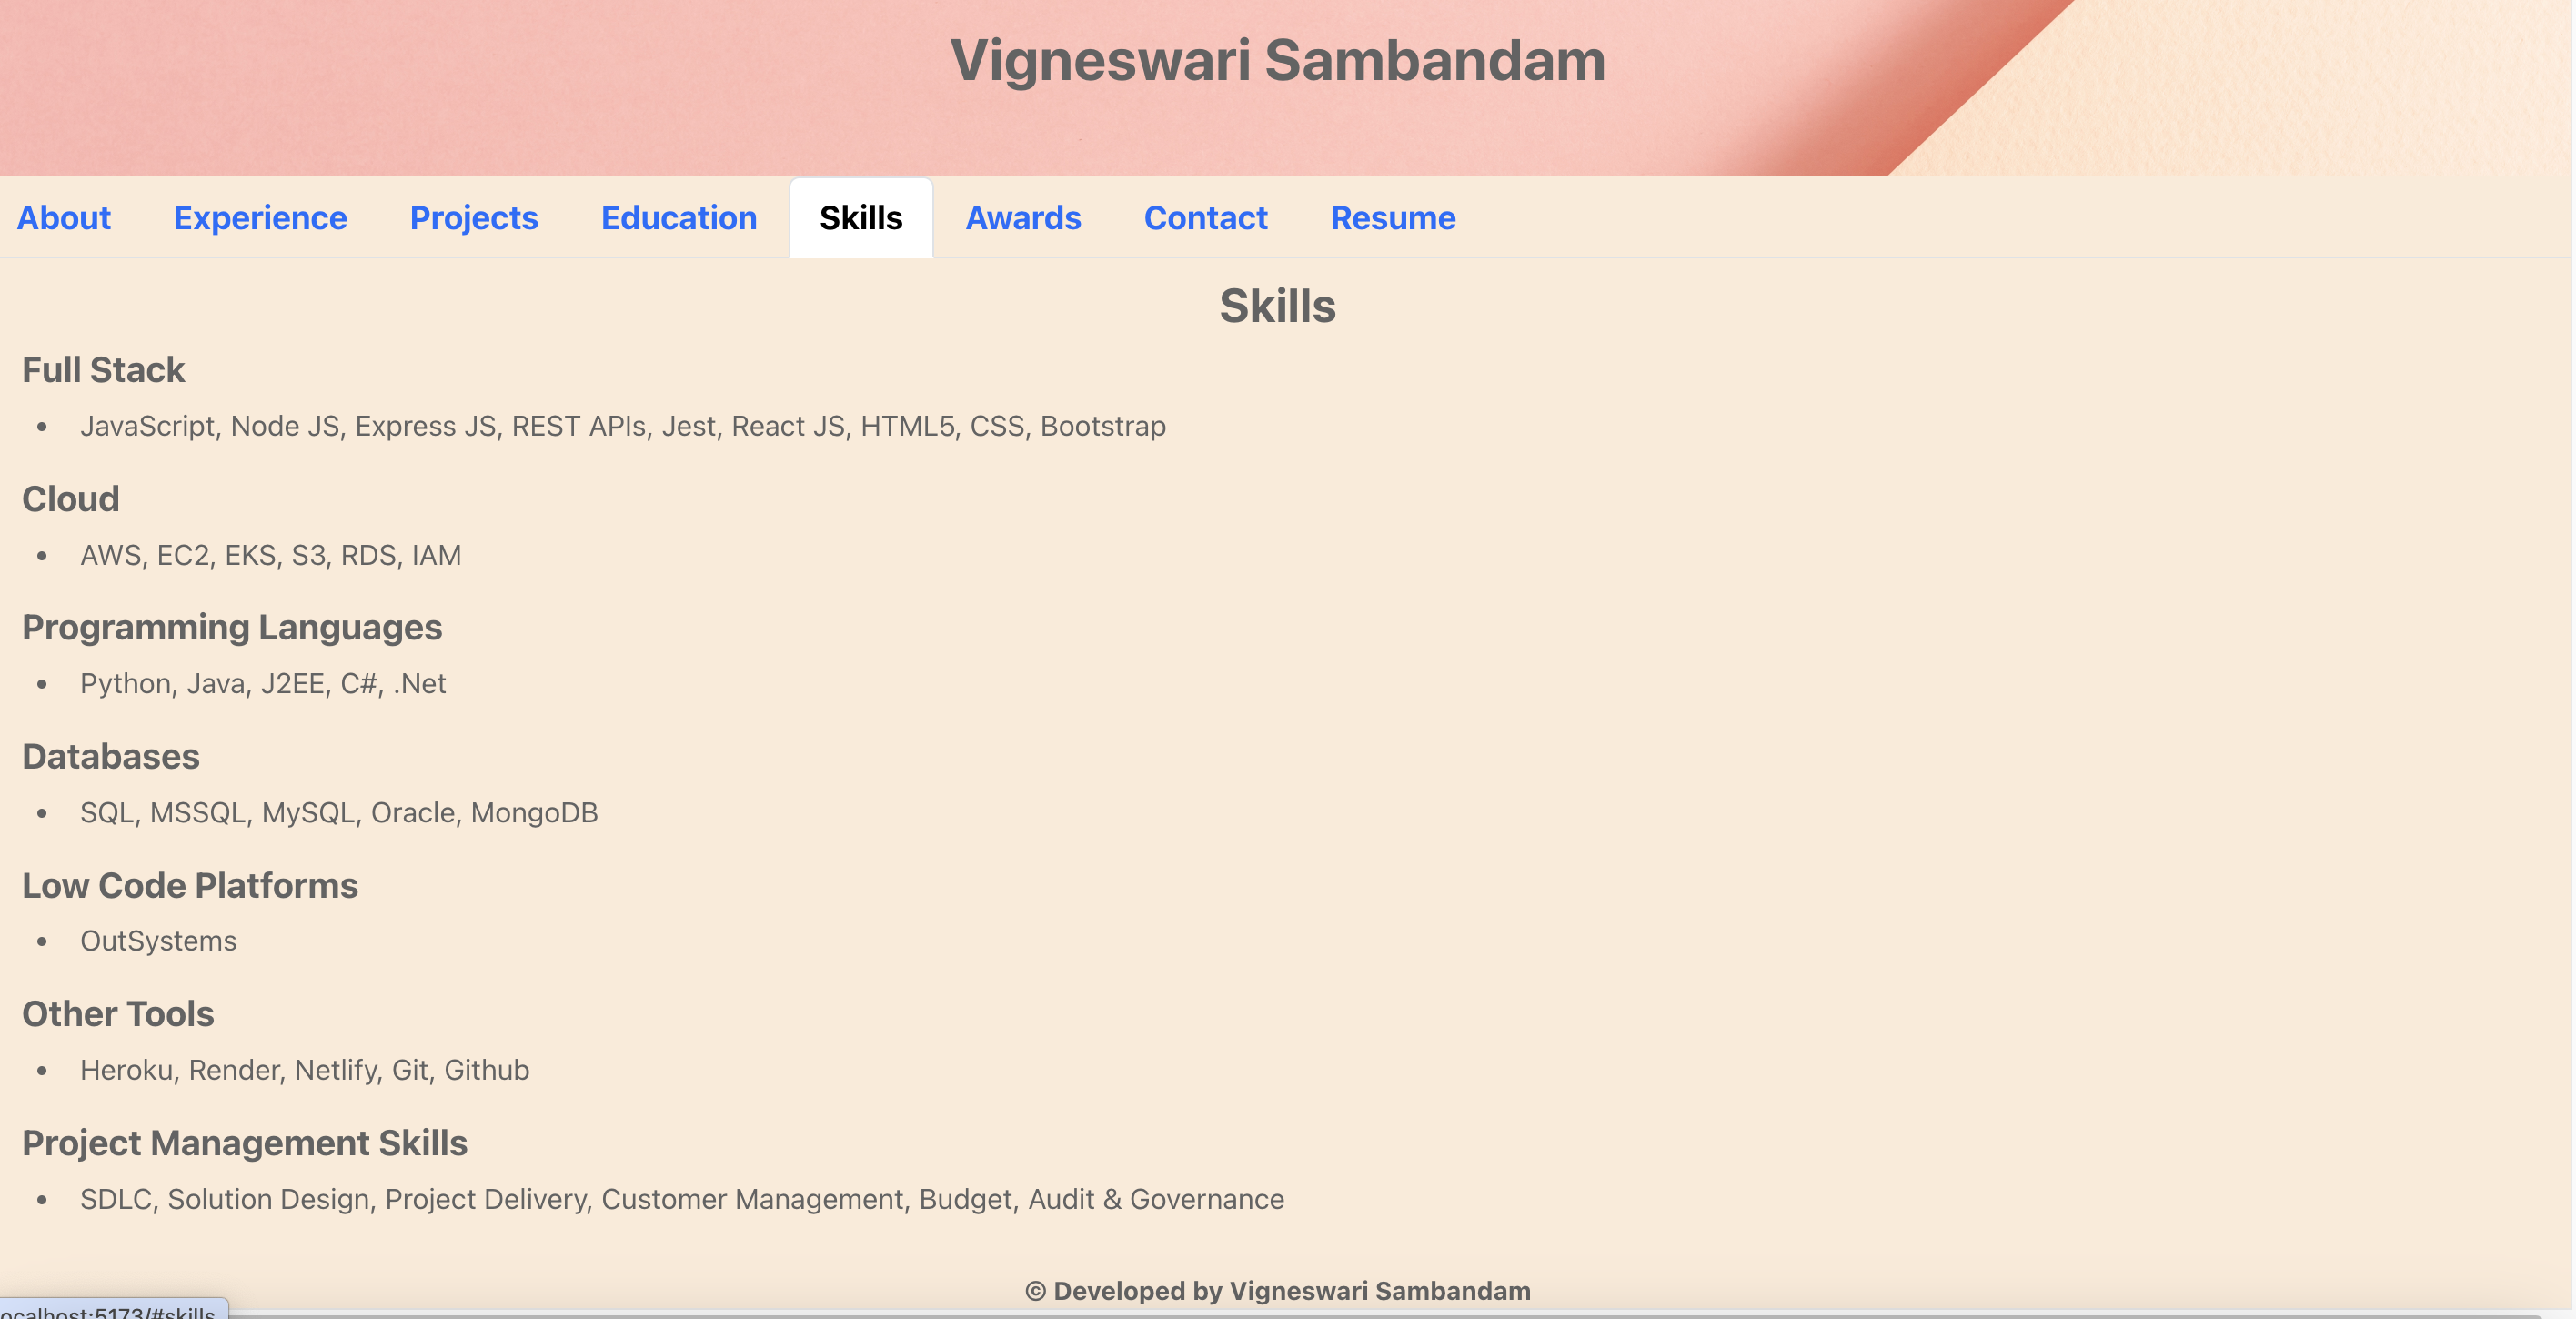 Vigneswari Sambandam
About Experience Projects Education Skills Awards Contact Resume
Skills
Full Stack
• JavaScript, Node JS, Express JS, REST APIs, Jest, React JS, HTML5, CSS, Bootstrap
Cloud
• AWS, EC2, EKS, S3, RDS, IAM
Programming Languages
• Python, Java, J2EE, C#, .Net
Databases
• SQL, MSSQL, MySQL, Oracle, MongoDB
Low Code Platforms
• OutSystems
Other Tools
• Heroku, Render, Netlify, Git, Github
Project Management Skills
• SDLC, Solution Design, Project Delivery, Customer Management, Budget, Audit & Governance
© Developed by Vigneswari Sambandam
ocalhost:5173/#skills